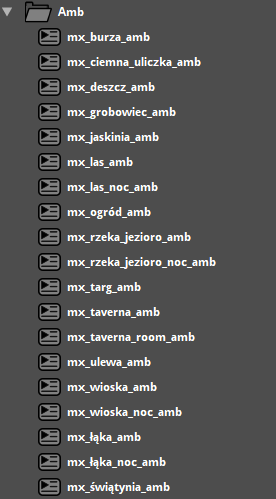 Amb
mx_burza_amb
mx_ciemna_uliczka_amb
mx_deszcz_amb
mx_grobowiec_amb
mx_jaskinia_amb
mx_las_amb
mx_las_noc_amb
mx_ogród_amb
mx_rzeka_jezioro_amb
mx_rzeka_jezioro_noc_amb
mx_targ_amb
mx_taverna_amb
mx_taverna_room_amb
mx_ulewa_amb
mx_wioska_amb
mx_wioska_noc_amb
mx_łąka_amb
mx_łąka_noc_amb
mx_świątynia_amb